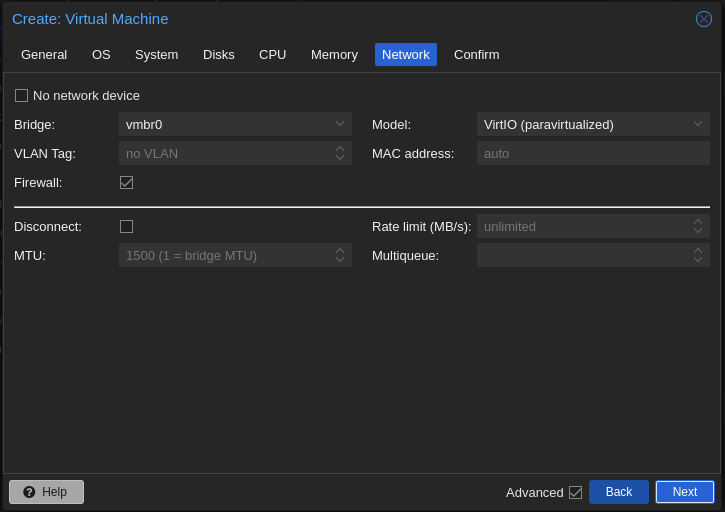 Create: Virtual Machine
General OS System Disks CPU Memory Network Confirm
No network device
Bridge: vmbr0 Model: VirtIO (paravirtualized)
VLAN Tag: no VLAN MAC address: auto
Firewall:
Disconnect: Rate limit (MB/s): unlimited
MTU: 1500 (1 = bridge MTU) Multiqueue:
Help Advanced Back Next